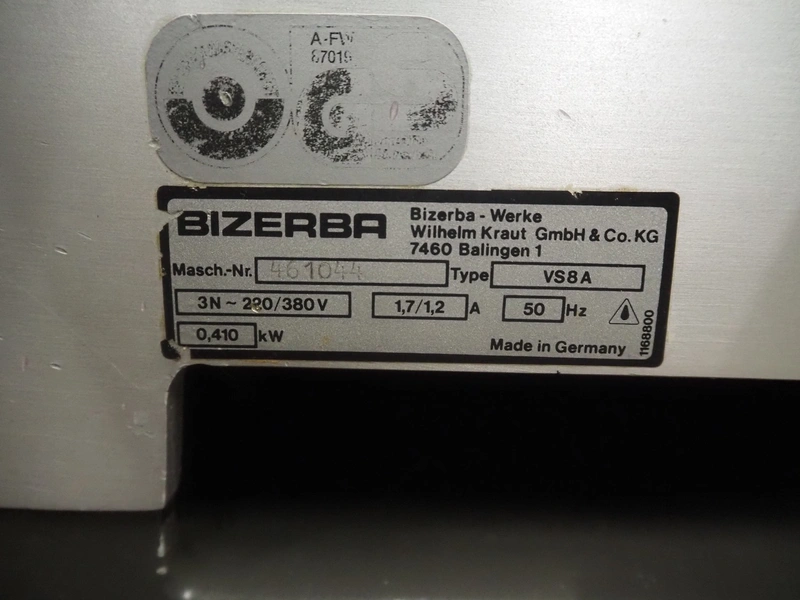 A-FW
87019
BIZERBA
Bizerba - Werke
Wilhelm Kraut GmbH & Co. KG
7460 Balingen 1
Masch.-Nr. 461044 Type VS8A
3N ~ 220/380 V 1,7/1,2 A 50 Hz
0,410 kW
Made in Germany
1168800